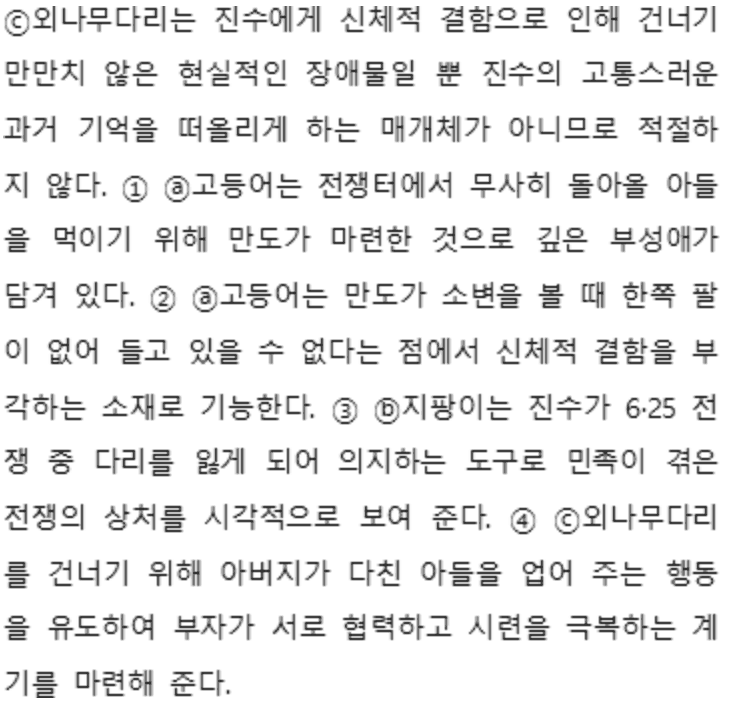 ⓒ외나무다리는 진수에게 신체적 결함으로 인해 건너기
만만치 않은 현실적인 장애물일 뿐 진수의 고통스러운
과거 기억을 떠올리게 하는 매개체가 아니므로 적절하
지 않다. ① ⓐ고등어는 전쟁터에서 무사히 돌아올 아들
을 먹이기 위해 만도가 마련한 것으로 깊은 부성애가
담겨 있다. ② ⓐ고등어는 만도가 소변을 볼 때 한쪽 팔
이 없어 들고 있을 수 없다는 점에서 신체적 결함을 부
각하는 소재로 기능한다. ③ ⓑ지팡이는 진수가 6·25 전
쟁 중 다리를 잃게 되어 의지하는 도구로 민족이 겪은
전쟁의 상처를 시각적으로 보여 준다. ④ ⓒ외나무다리
를 건너기 위해 아버지가 다친 아들을 업어 주는 행동
을 유도하여 부자가 서로 협력하고 시련을 극복하는 계
기를 마련해 준다.